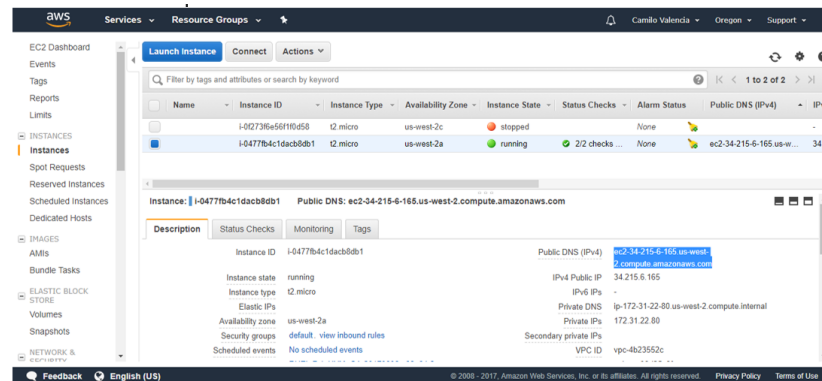 aws Services Resource Groups Camilo Valencia Oregon Support
EC2 Dashboard
Events
Tags
Reports
Limits
INSTANCES
Instances
Spot Requests
Reserved Instances
Scheduled Instances
Dedicated Hosts
IMAGES
AMIs
Bundle Tasks
ELASTIC BLOCK
STORE
Volumes
Snapshots
NETWORK &
SECURITY
Launch Instance Connect Actions
Filter by tags and attributes or search by keyword 1 to 2 of 2
Name Instance ID Instance Type Availability Zone Instance State Status Checks Alarm Status Public DNS (IPv4)
i-0f273f6e56f1f0d58 t2.micro us-west-2c stopped None -
i-0477fb4c1dacb8db1 t2.micro us-west-2a running 2/2 checks ... None ec2-34-215-6-165.us-w... 34
Instance: i-0477fb4c1dacb8db1 Public DNS: ec2-34-215-6-165.us-west-2.compute.amazonaws.com
Description Status Checks Monitoring Tags
Instance ID i-0477fb4c1dacb8db1 Public DNS (IPv4) ec2-34-215-6-165.us-west-
2.compute.amazonaws.com
Instance state running IPv4 Public IP 34.215.6.165
Instance type t2.micro IPv6 IPs -
Elastic IPs Private DNS ip-172-31-22-80.us-west-2.compute.internal
Availability zone us-west-2a Private IPs 172.31.22.80
Security groups default. view inbound rules Secondary private IPs
Scheduled events No scheduled events VPC ID vpc-4b23552c
Feedback English (US) © 2008 - 2017, Amazon Web Services, Inc. or its affiliates. All rights reserved. Privacy Policy Terms of Use